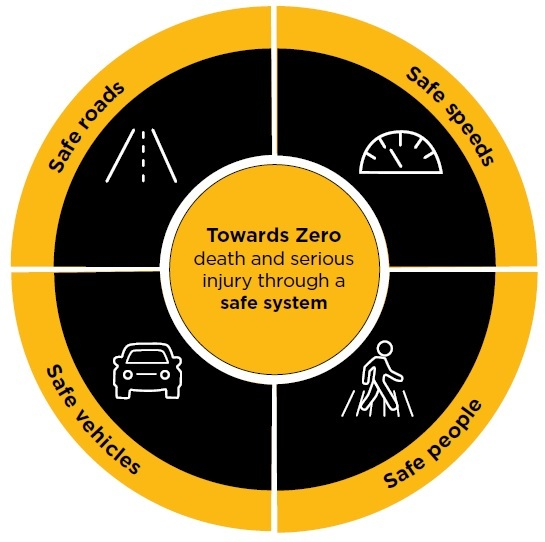 Safe roads
Safe speeds
Towards Zero
death and serious
injury through a
safe system
Safe vehicles
Safe people